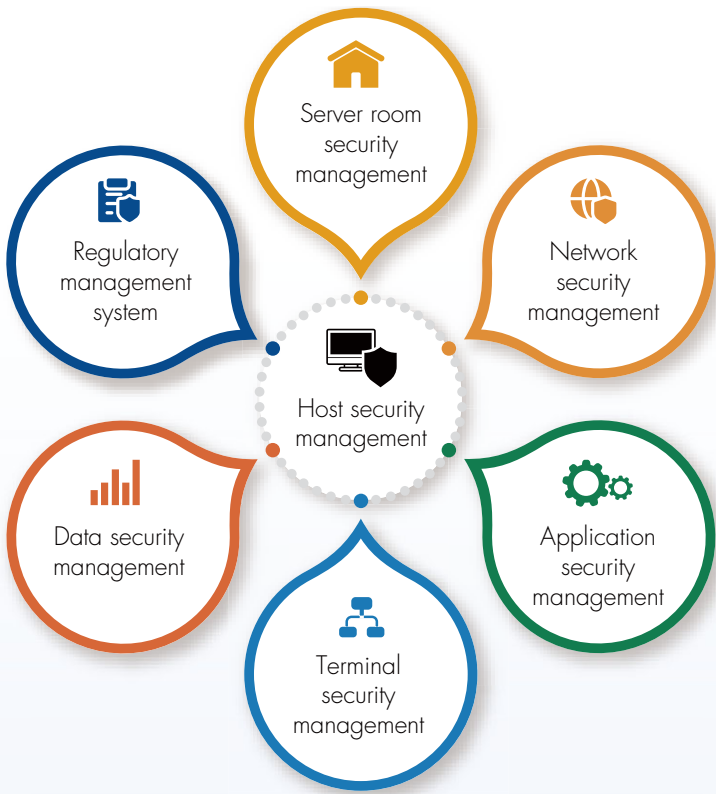 Server room
security
management
Regulatory
management
system
Network
security
management
Host security
management
Data security
management
Application
security
management
Terminal
security
management